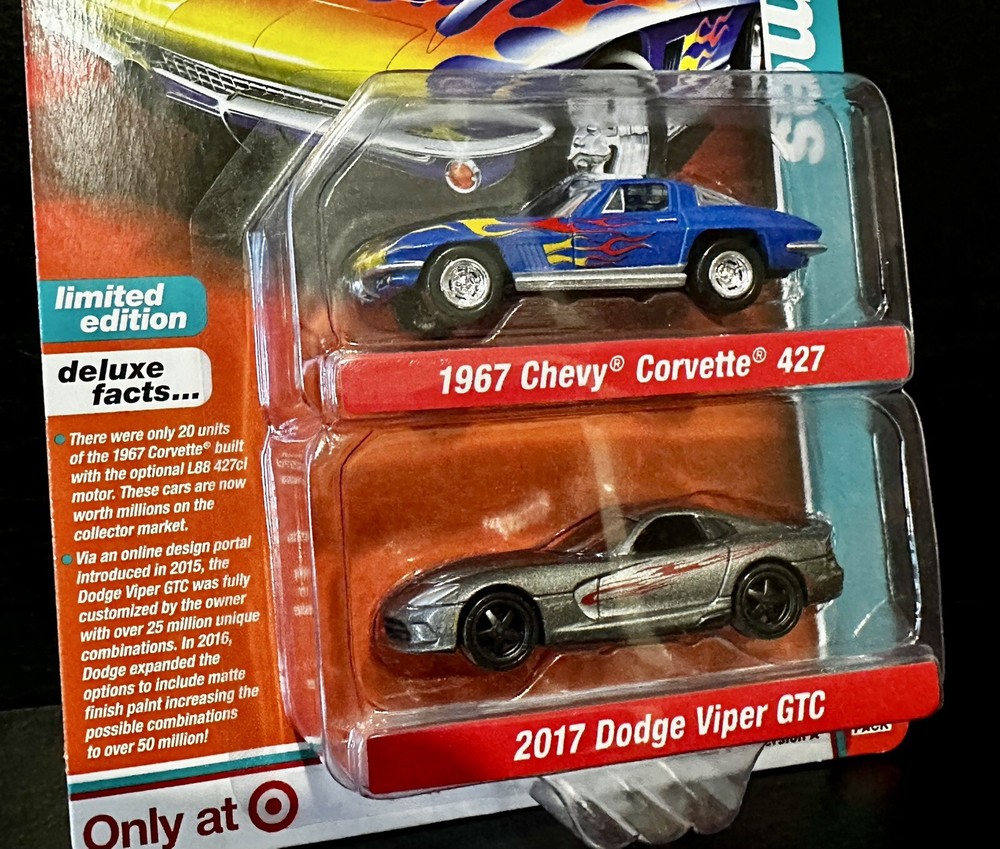 limited
edition
deluxe
facts...
There were only 20 units
of the 1967 Corvette® built
with the optional L88 427ci
motor. These cars are now
worth millions on the
collector market.
Via an online design portal
introduced in 2015, the
Dodge Viper GTC was fully
customized by the owner
with over 25 million unique
combinations. In 2016,
Dodge expanded the
options to include matte
finish paint increasing the
possible combinations
to over 50 million!
Only at
1967 Chevy® Corvette® 427
2017 Dodge Viper GTC
PACK